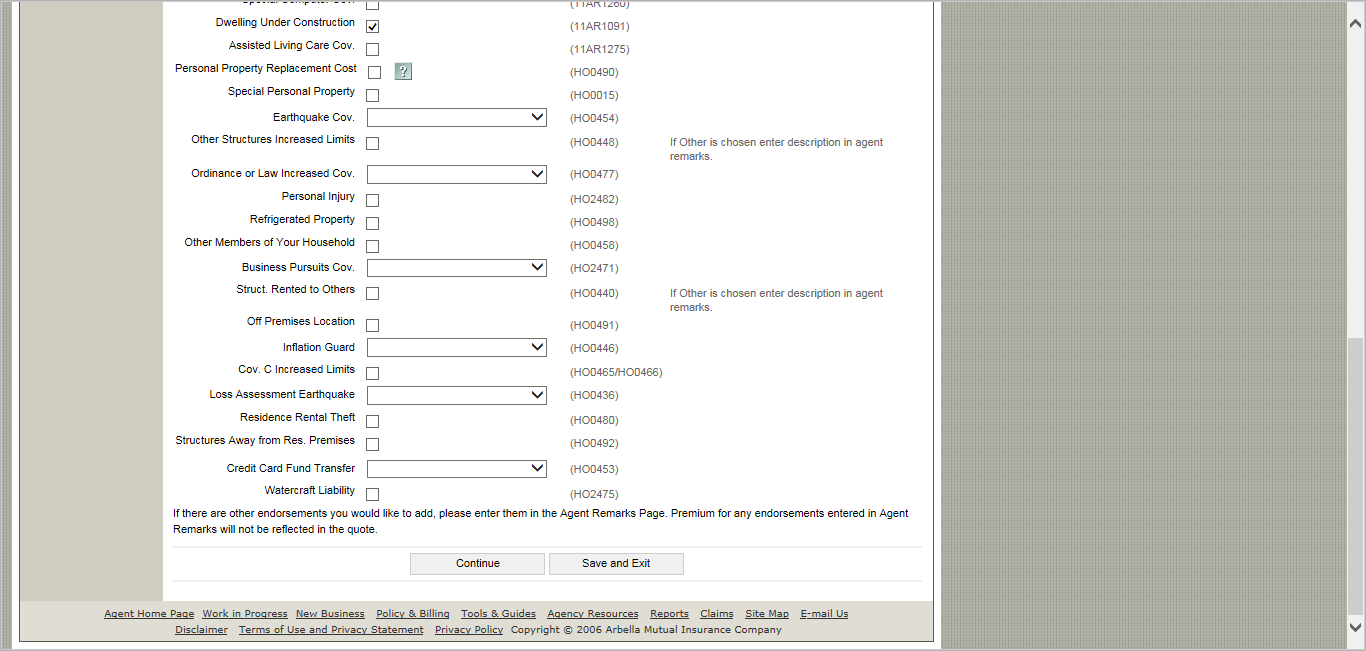 Special Computer Cov. (11AR1260)
Dwelling Under Construction (11AR1091)
Assisted Living Care Cov. (11AR1275)
Personal Property Replacement Cost ? (HO0490)
Special Personal Property (HO0015)
Earthquake Cov. (HO0454)
Other Structures Increased Limits (HO0448) If Other is chosen enter description in agent
remarks.
Ordinance or Law Increased Cov. (HO0477)
Personal Injury (HO2482)
Refrigerated Property (HO0498)
Other Members of Your Household (HO0458)
Business Pursuits Cov. (HO2471)
Struct. Rented to Others (HO0440) If Other is chosen enter description in agent
remarks.
Off Premises Location (HO0491)
Inflation Guard (HO0446)
Cov. C Increased Limits (HO0465/HO0466)
Loss Assessment Earthquake (HO0436)
Residence Rental Theft (HO0480)
Structures Away from Res. Premises (HO0492)
Credit Card Fund Transfer (HO0453)
Watercraft Liability (HO2475)
If there are other endorsements you would like to add, please enter them in the Agent Remarks Page. Premium for any endorsements entered in Agent
Remarks will not be reflected in the quote.
Continue Save and Exit
Agent Home Page Work in Progress New Business Policy & Billing Tools & Guides Agency Resources Reports Claims Site Map E-mail Us
Disclaimer Terms of Use and Privacy Statement Privacy Policy Copyright © 2006 Arbella Mutual Insurance Company